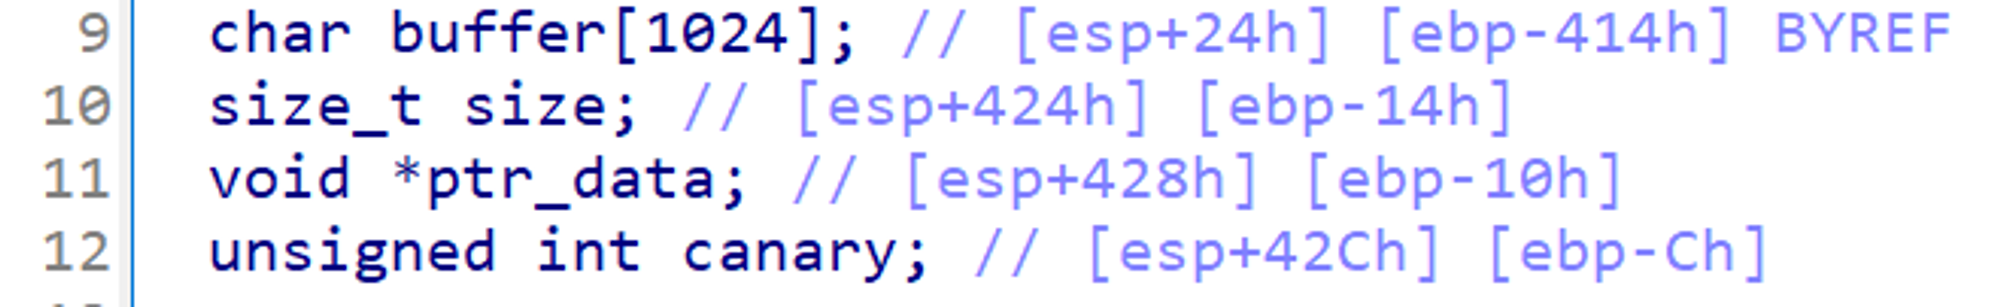 9 char buffer[1024]; // [esp+24h] [ebp-414h] BYREF
10 size_t size; // [esp+424h] [ebp-14h]
11 void *ptr_data; // [esp+428h] [ebp-10h]
12 unsigned int canary; // [esp+42Ch] [ebp-Ch]